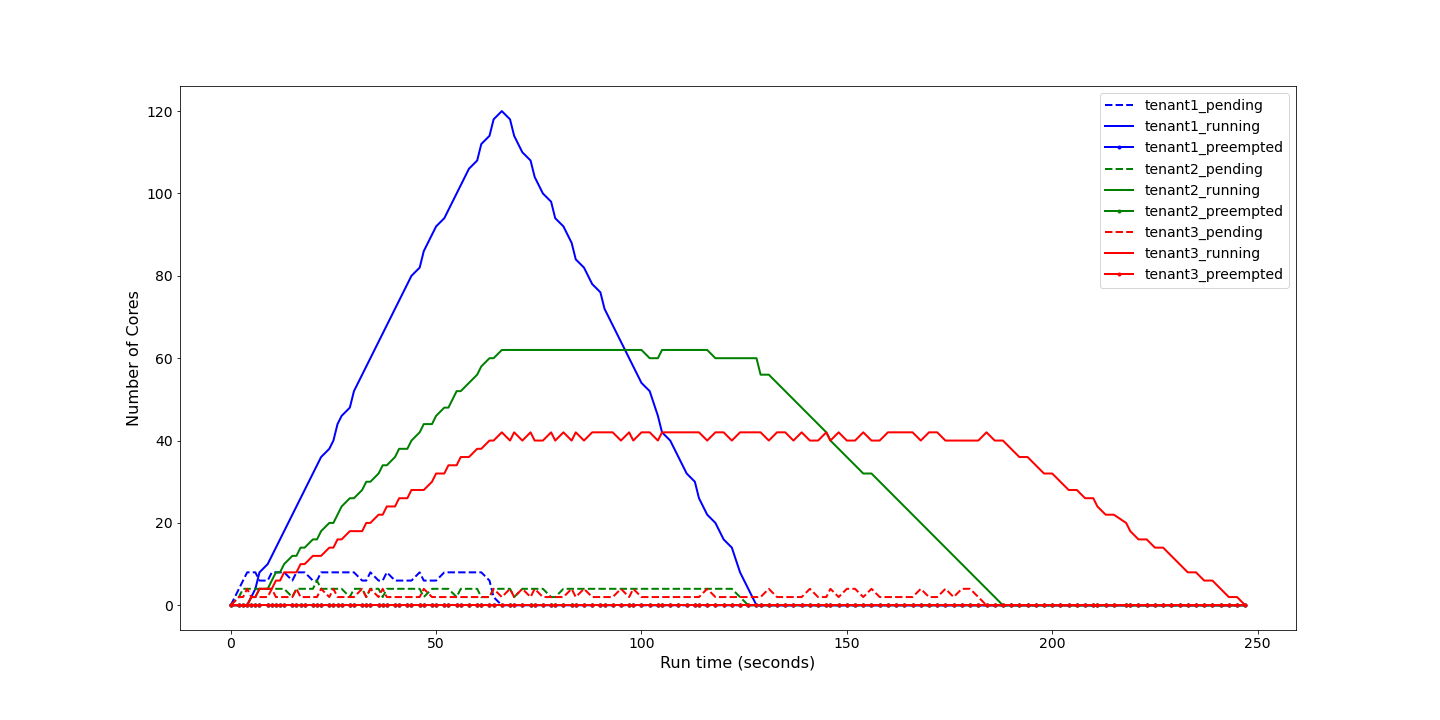 120
100
80
60
40
20
0
Number of Cores
0 50 100 150 200 250
Run time (seconds)
tenant1_pending
tenant1_running
tenant1_preempted
tenant2_pending
tenant2_running
tenant2_preempted
tenant3_pending
tenant3_running
tenant3_preempted